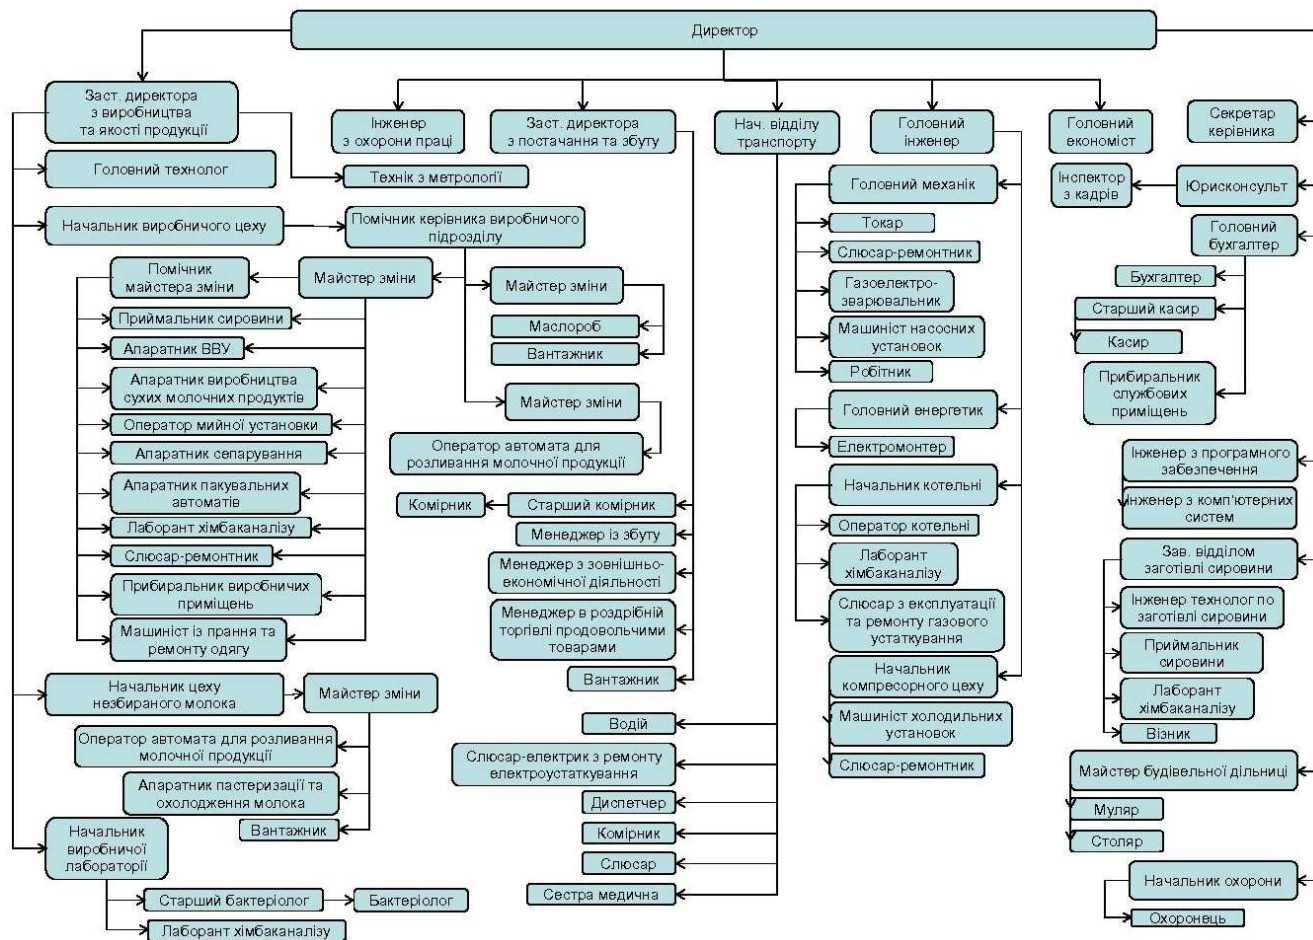 Директор
Заст. директора
з виробництва
та якості продукції
Інженер
з охорони праці
Заст. директора
з постачання та збуту
Нач. відділу
транспорту
Головний
інженер
Головний
економіст
Секретар
керівника
Головний технолог
Технік з метрології
Головний механік
Інспектор
з кадрів
Юрисконсульт
Начальник виробничого цеху
Помічник керівника виробничого
підрозділу
Токар
Головний
бухгалтер
Слюсар-ремонтник
Помічник
майстера зміни
Майстер зміни
Майстер зміни
Газоелектро-
зварювальник
Бухгалтер
Приймальник сировини
Маслороб
Машиніст насосних
установок
Старший касир
Апаратник ВВУ
Вантажник
Касир
Апаратник виробництва
сухих молочних продуктів
Майстер зміни
Робітник
Прибиральник
службових
приміщень
Оператор мийної установки
Головний енергетик
Апаратник сепарування
Оператор автомата для
розливання молочної продукції
Електромонтер
Інженер з програмного
забезпечення
Апаратник пакувальних
автоматів
Комірник
Старший комірник
Начальник котельні
Інженер з комп'ютерних
систем
Лаборант хімбаканалізу
Менеджер із збуту
Оператор котельні
Слюсар-ремонтник
Менеджер з зовнішньо-
економічної діяльності
Лаборант
хімбаканалізу
Зав. відділом
заготівлі сировини
Прибиральник виробничих
приміщень
Менеджер в роздрібній
торгівлі продовольчими
товарами
Слюсар з експлуатації
та ремонту газового
устаткування
Інженер технолог по
заготівлі сировини
Машиніст із прання та
ремонту одягу
Приймальник
сировини
Начальник цеху
незбираного молока
Майстер зміни
Вантажник
Начальник
компресорного цеху
Лаборант
хімбаканалізу
Водій
Машиніст холодильних
установок
Візник
Оператор автомата для розливання
молочної продукції
Слюсар-електрик з ремонту
електроустаткування
Слюсар-ремонтник
Майстер будівельної дільниці
Апаратник пастеризації та
охолодження молока
Диспетчер
Муляр
Вантажник
Комірник
Столяр
Начальник
виробничої
лабораторії
Слюсар
Старший бактеріолог
Бактеріолог
Сестра медична
Начальник охорони
Лаборант хімбаканалізу
Охоронець